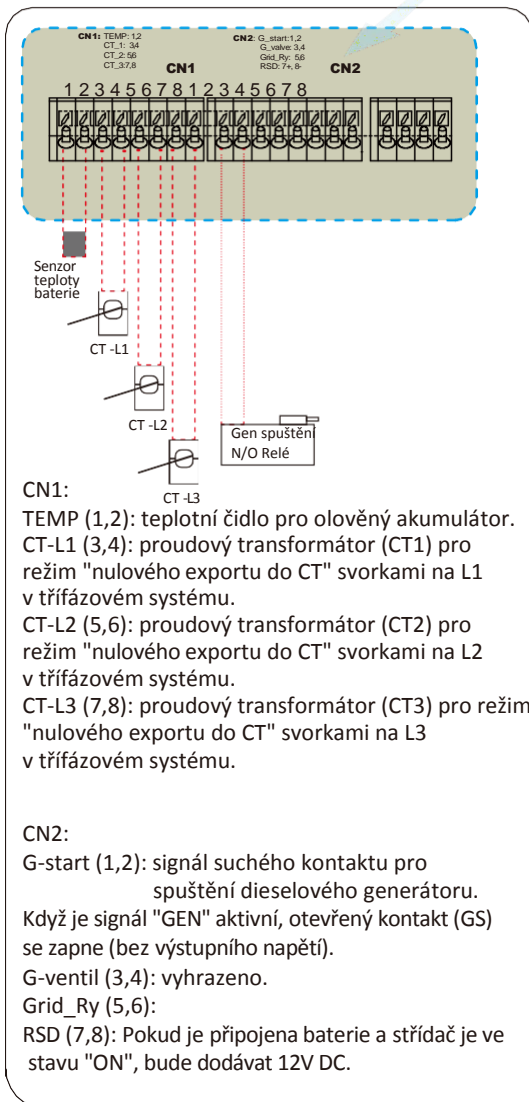 CN1: TEMP: 1,2
CT_1: 3,4
CT_2: 5,6
CT_3:7,8
CN1
CN2: G_start:1,2
G_valve: 3,4
Grid_Ry: 5,6
RSD: 7+, 8-
CN2
1 2 3 4 5 6 7 8 1 2 3 4 5 6 7 8
Senzor
teploty
baterie
CT -L1
CT -L2
CT -L3
Gen spuštění
N/O Relé
CN1:
TEMP (1,2): teplotní čidlo pro olověný akumulátor.
CT-L1 (3,4): proudový transformátor (CT1) pro
režim "nulového exportu do CT" svorkami na L1
v třífázovém systému.
CT-L2 (5,6): proudový transformátor (CT2) pro
režim "nulového exportu do CT" svorkami na L2
v třífázovém systému.
CT-L3 (7,8): proudový transformátor (CT3) pro režim
"nulového exportu do CT" svorkami na L3
v třífázovém systému.
CN2:
G-start (1,2): signál suchého kontaktu pro
spuštění dieselového generátoru.
Když je signál "GEN" aktivní, otevřený kontakt (GS)
se zapne (bez výstupního napětí).
G-ventil (3,4): vyhrazeno.
Grid_Ry (5,6):
RSD (7,8): Pokud je připojena baterie a střídač je ve
stavu "ON", bude dodávat 12V DC.